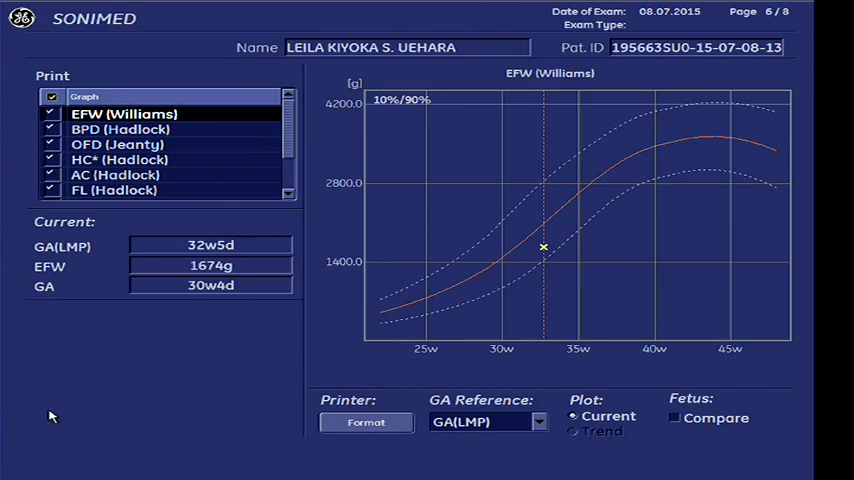 SONIMED
Date of Exam: 08.07.2015 Page 6 / 8
Exam Type:
Name LEILA KIYOKA S. UEHARA Pat. ID 195663SU0-15-07-08-13
Print
Graph
EFW (Williams)
BPD (Hadlock)
OFD (Jeanty)
HC* (Hadlock)
AC (Hadlock)
FL (Hadlock)
Current:
GA(LMP) 32w5d
EFW 1674g
GA 30w4d
EFW (Williams)
[g]
10%/90%
4200.0
2800.0
1400.0
25w 30w 35w 40w 45w
Printer:
Format
GA Reference:
GA(LMP)
Plot:
Current
Trend
Fetus:
Compare